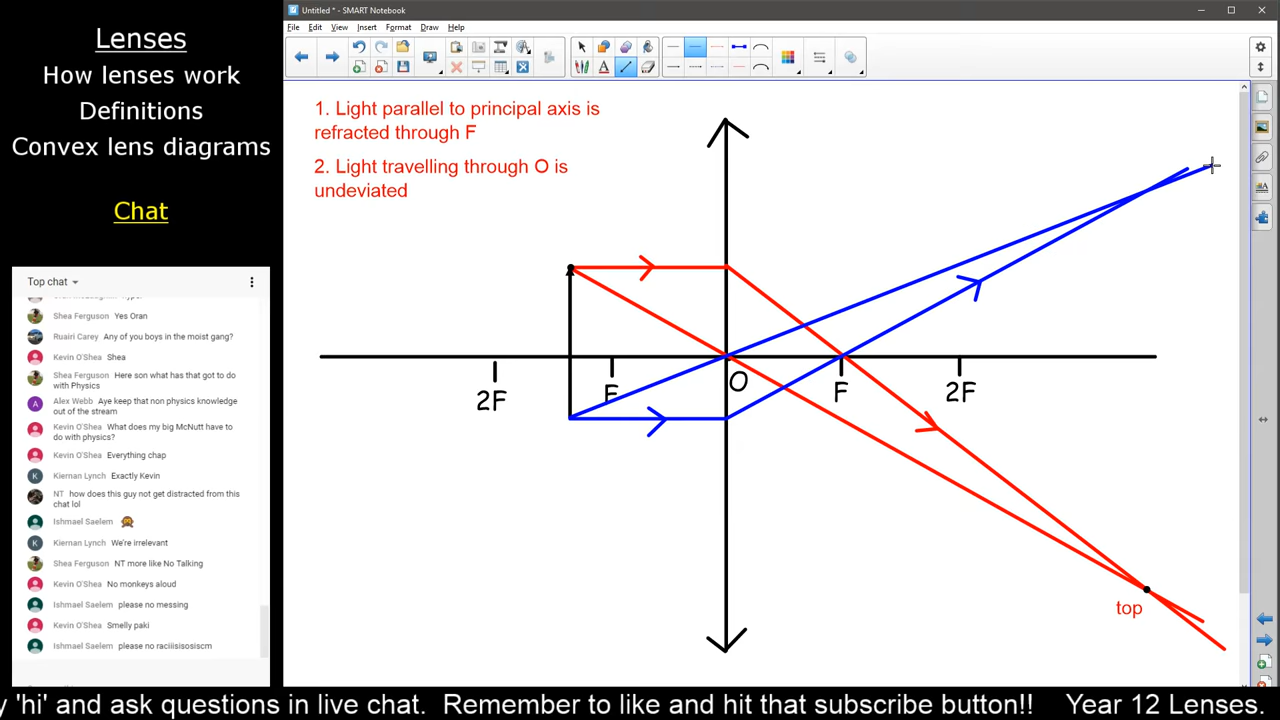 Lenses
How lenses work
Definitions
Convex lens diagrams
Chat
Top chat
Shea Ferguson Yes Oran
Ruairi Carey Any of you boys in the moist gang?
Kevin O'Shea Shea
Shea Ferguson Here son what has that got to do
with Physics
Alex Webb Aye keep that non physics knowledge
out of the stream
Kevin O'Shea What does my big McNutt have to
do with physics?
Kevin O'Shea Everything chap
Kiernan Lynch Exactly Kevin
NT how does this guy not get distracted from this
chat lol
Ishmael Saelem
Kiernan Lynch We're irrelevant
Shea Ferguson NT more like No Talking
Kevin O'Shea No monkeys aloud
Ishmael Saelem please no messing
Kevin O'Shea Smelly paki
Ishmael Saelem please no raciiisisosiscm
Untitled * - SMART Notebook
File Edit View Insert Format Draw Help
1. Light parallel to principal axis is
refracted through F
2. Light travelling through O is
undeviated
2F F O F 2F
top
y 'hi' and ask questions in live chat. Remember to like and hit that subscribe button!! Year 12 Lenses.